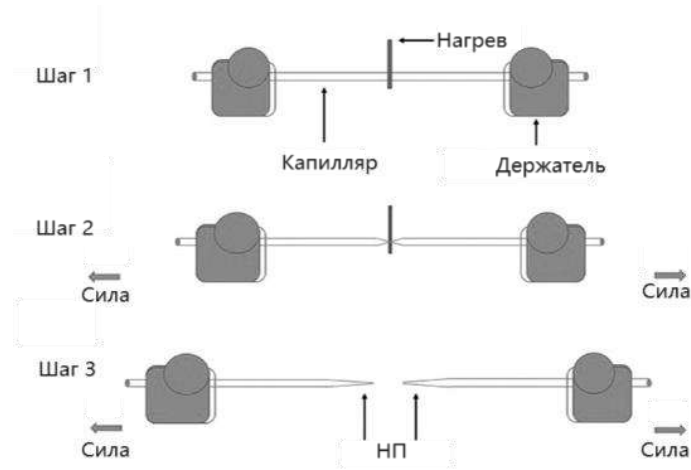 Нагрев
Шаг 1
Капилляр
Держатель
Шаг 2
Сила
Сила
Шаг 3
Сила
НП
Сила